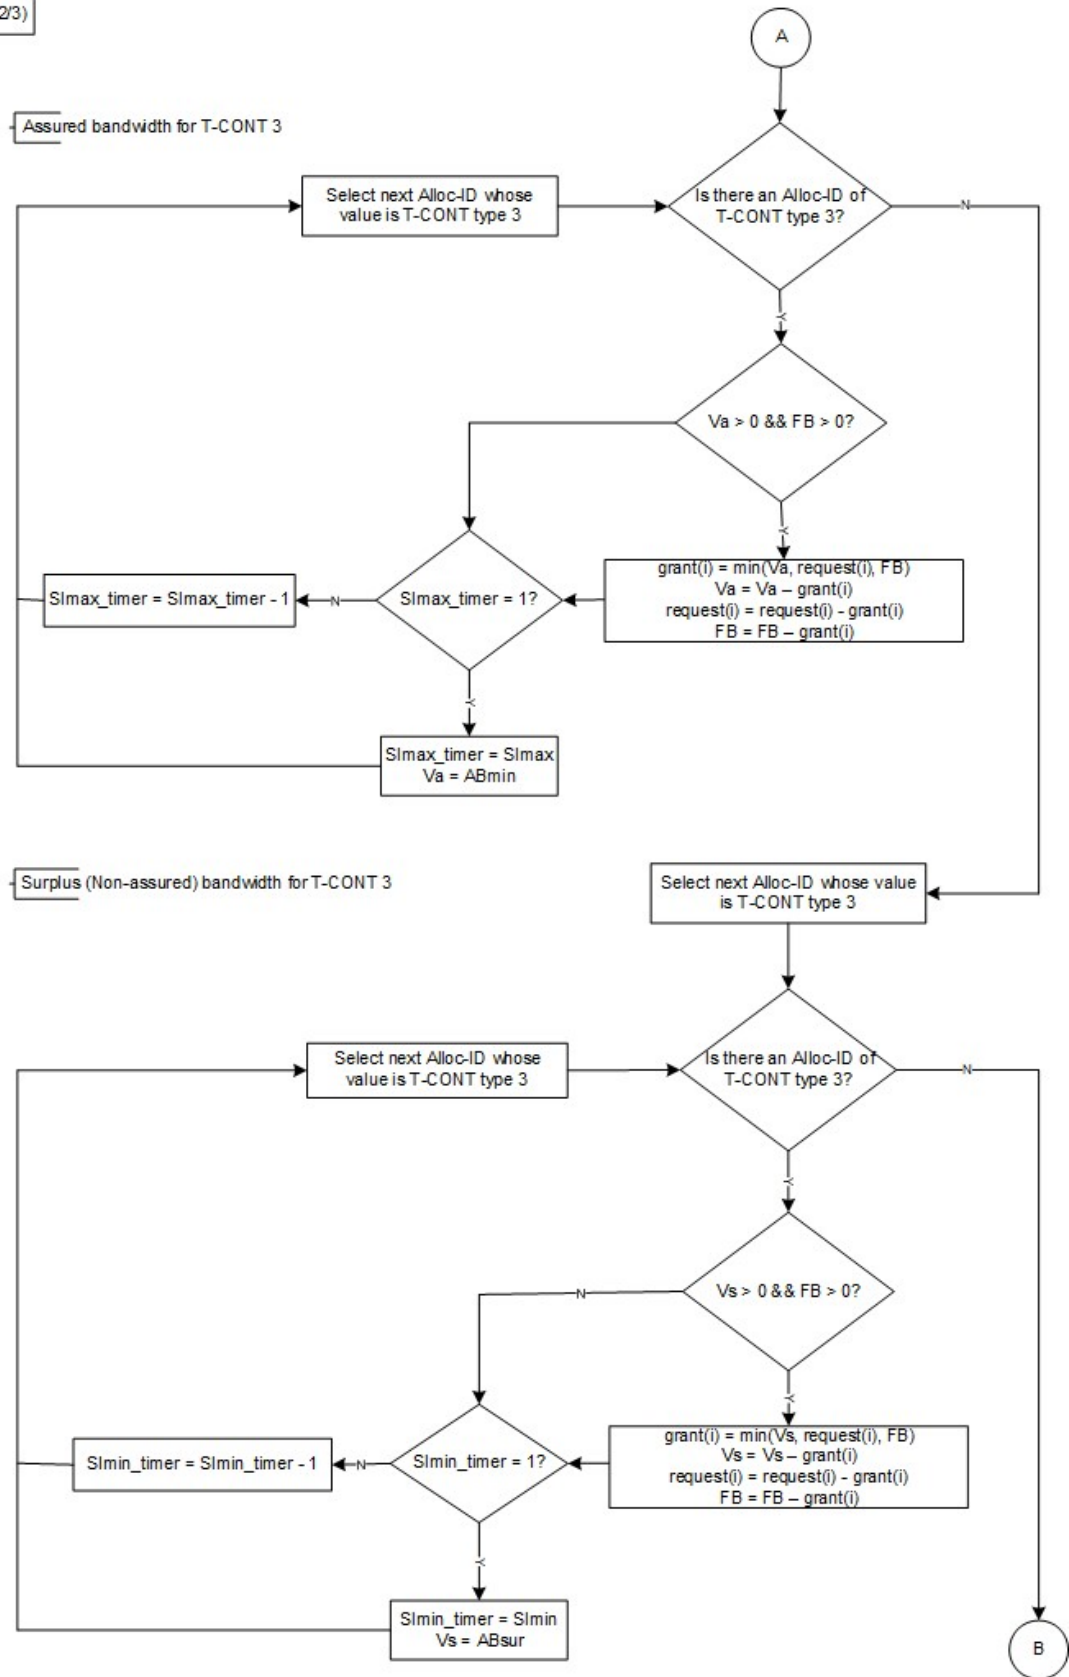 2/3)
A
Assured bandwidth for T-CONT 3
Select next Alloc-ID whose
value is T-CONT type 3
Is there an Alloc-ID of
T-CONT type 3?
N
Y
Va > 0 && FB > 0?
Y
grant(i) = min(Va, request(i), FB)
Va = Va – grant(i)
request(i) = request(i) - grant(i)
FB = FB – grant(i)
SImax_timer = 1?
N
SImax_timer = SImax_timer - 1
Y
SImax_timer = SImax
Va = ABmin
Surplus (Non-assured) bandwidth for T-CONT 3
Select next Alloc-ID whose value
is T-CONT type 3
Select next Alloc-ID whose
value is T-CONT type 3
Is there an Alloc-ID of
T-CONT type 3?
N
Y
Vs > 0 && FB > 0?
N
Y
grant(i) = min(Vs, request(i), FB)
Vs = Vs – grant(i)
request(i) = request(i) - grant(i)
FB = FB – grant(i)
SImin_timer = 1?
N
SImin_timer = SImin_timer - 1
Y
SImin_timer = SImin
Vs = ABsur
B